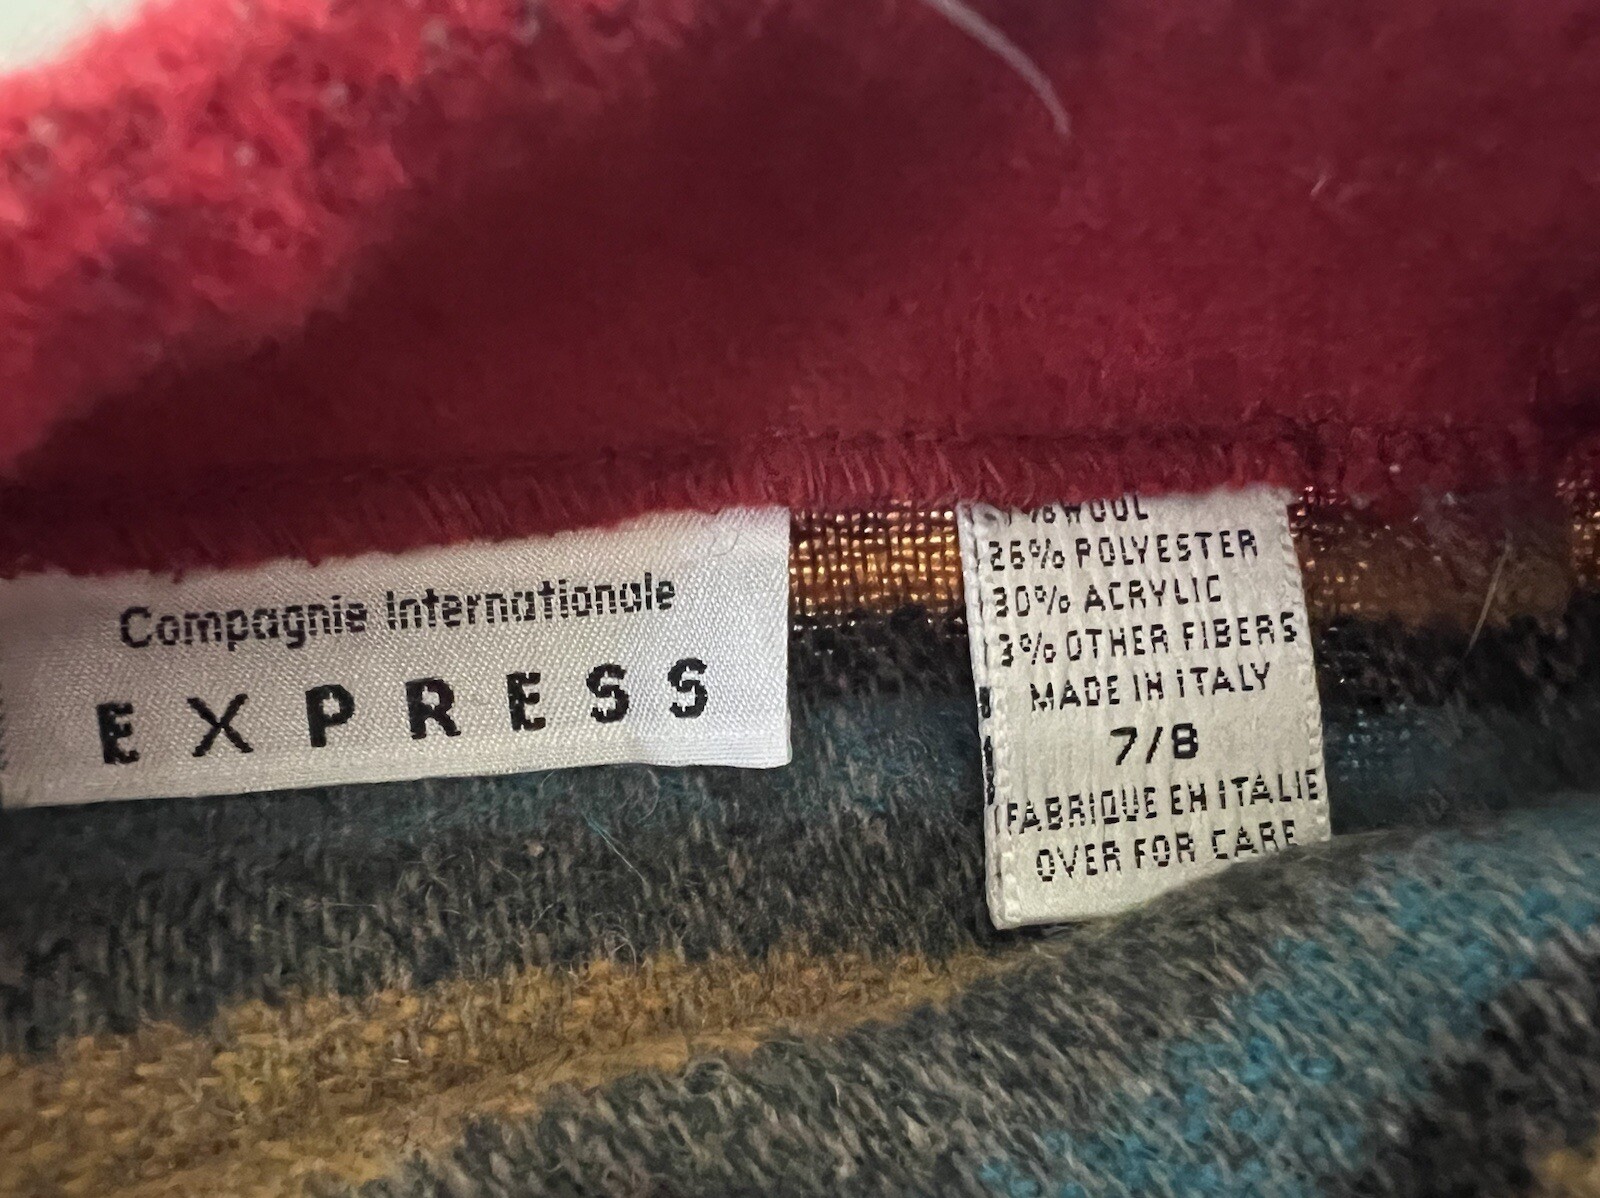 Compagnie Internationale
EXPRESS
WOOL
26% POLYESTER
30% ACRYLIC
3% OTHER FIBERS
MADE IN ITALY
7/8
FABRIQUE EN ITALIE
OVER FOR CARE